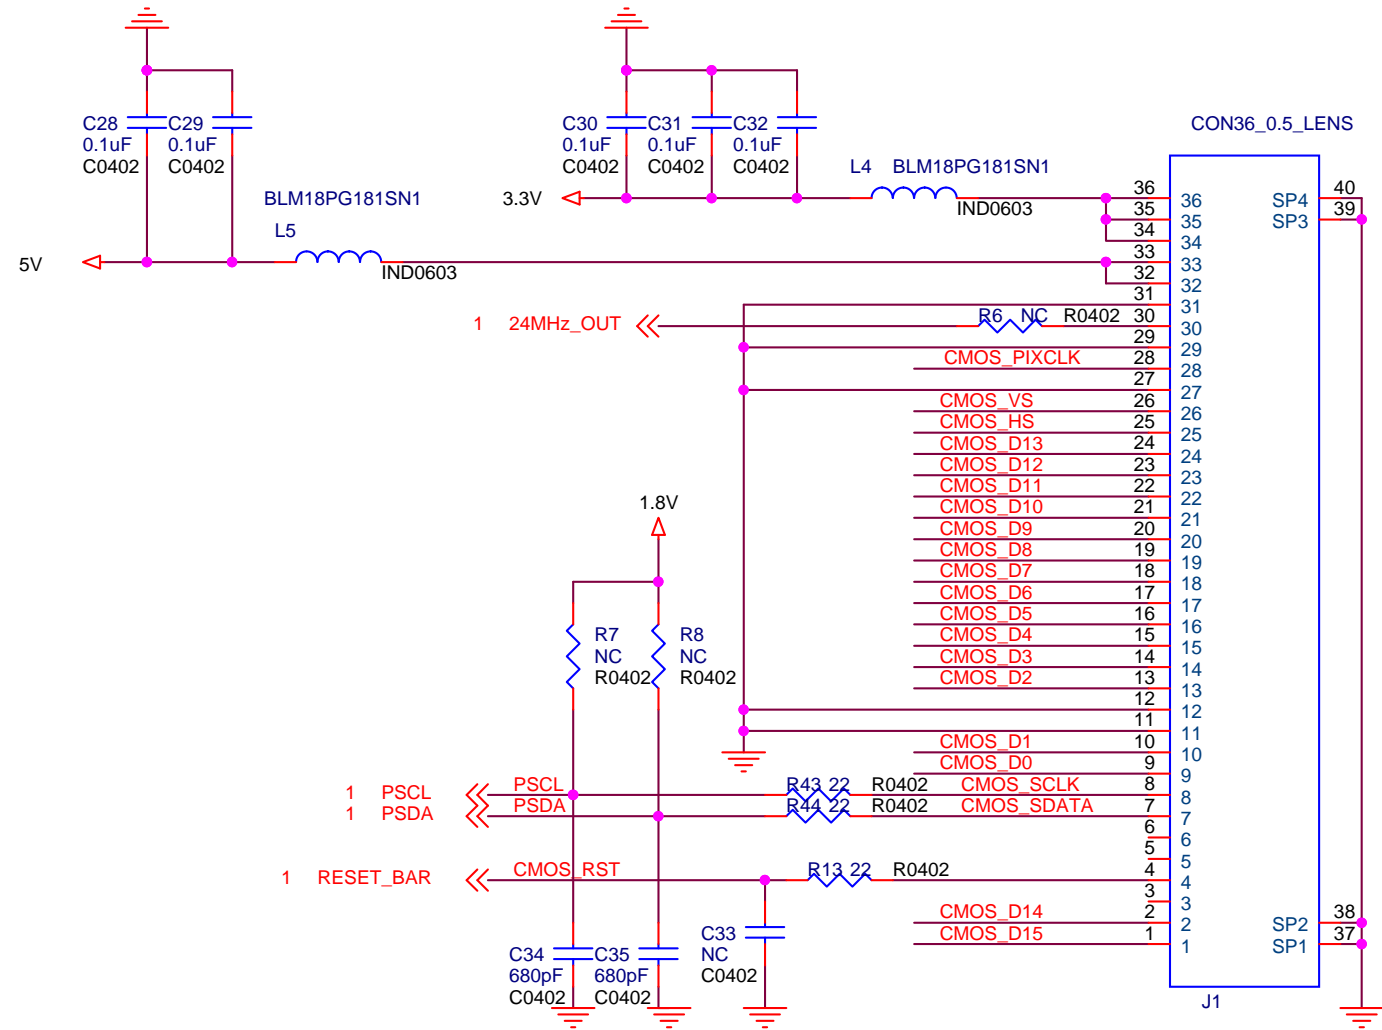 C28
0.1uF
C0402
C29
0.1uF
C0402
C30
0.1uF
C0402
C31
0.1uF
C0402
C32
0.1uF
C0402
CON36_0.5_LENS
L4 BLM18PG181SN1
IND0603
3.3V
BLM18PG181SN1
L5
IND0603
5V
36 36 SP4 40
35 35 SP3 39
34 34
33 33
32 32
31 31
1 24MHz_OUT R6 NC R0402 30 30
29 29
CMOS_PIXCLK 28 28
27 27
CMOS_VS 26 26
CMOS_HS 25 25
CMOS_D13 24 24
CMOS_D12 23 23
CMOS_D11 22 22
CMOS_D10 21 21
CMOS_D9 20 20
CMOS_D8 19 19
CMOS_D7 18 18
CMOS_D6 17 17
CMOS_D5 16 16
CMOS_D4 15 15
CMOS_D3 14 14
CMOS_D2 13 13
12 12
11 11
CMOS_D1 10 10
CMOS_D0 9 9
1.8V
R7
NC
R0402
R8
NC
R0402
1 PSCL PSCL R43 22 R0402 CMOS_SCLK 8 8
1 PSDA PSDA R44 22 R0402 CMOS_SDATA 7 7
6 6
5 5
1 RESET_BAR CMOS_RST R13 22 R0402 4 4
3 3
CMOS_D14 2 2 SP2 38
CMOS_D15 1 1 SP1 37
C34
680pF
C0402
C35
680pF
C0402
C33
NC
C0402
J1